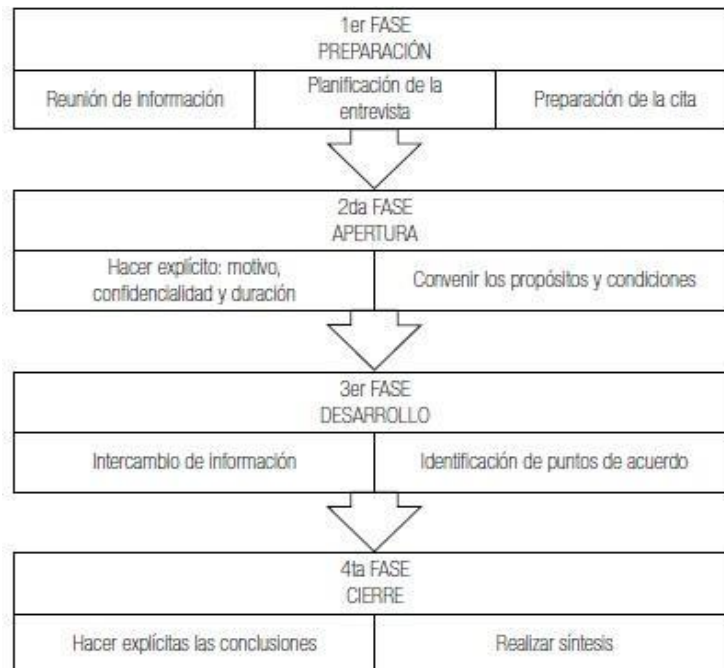 1er FASE
PREPARACIÓN
Reunión de información
Planificación de la
entrevista
Preparación de la cita
2da FASE
APERTURA
Hacer explícito: motivo,
confidencialidad y duración
Convenir los propósitos y condiciones
3er FASE
DESARROLLO
Intercambio de información
Identificación de puntos de acuerdo
4ta FASE
CIERRE
Hacer explícitas las conclusiones
Realizar síntesis